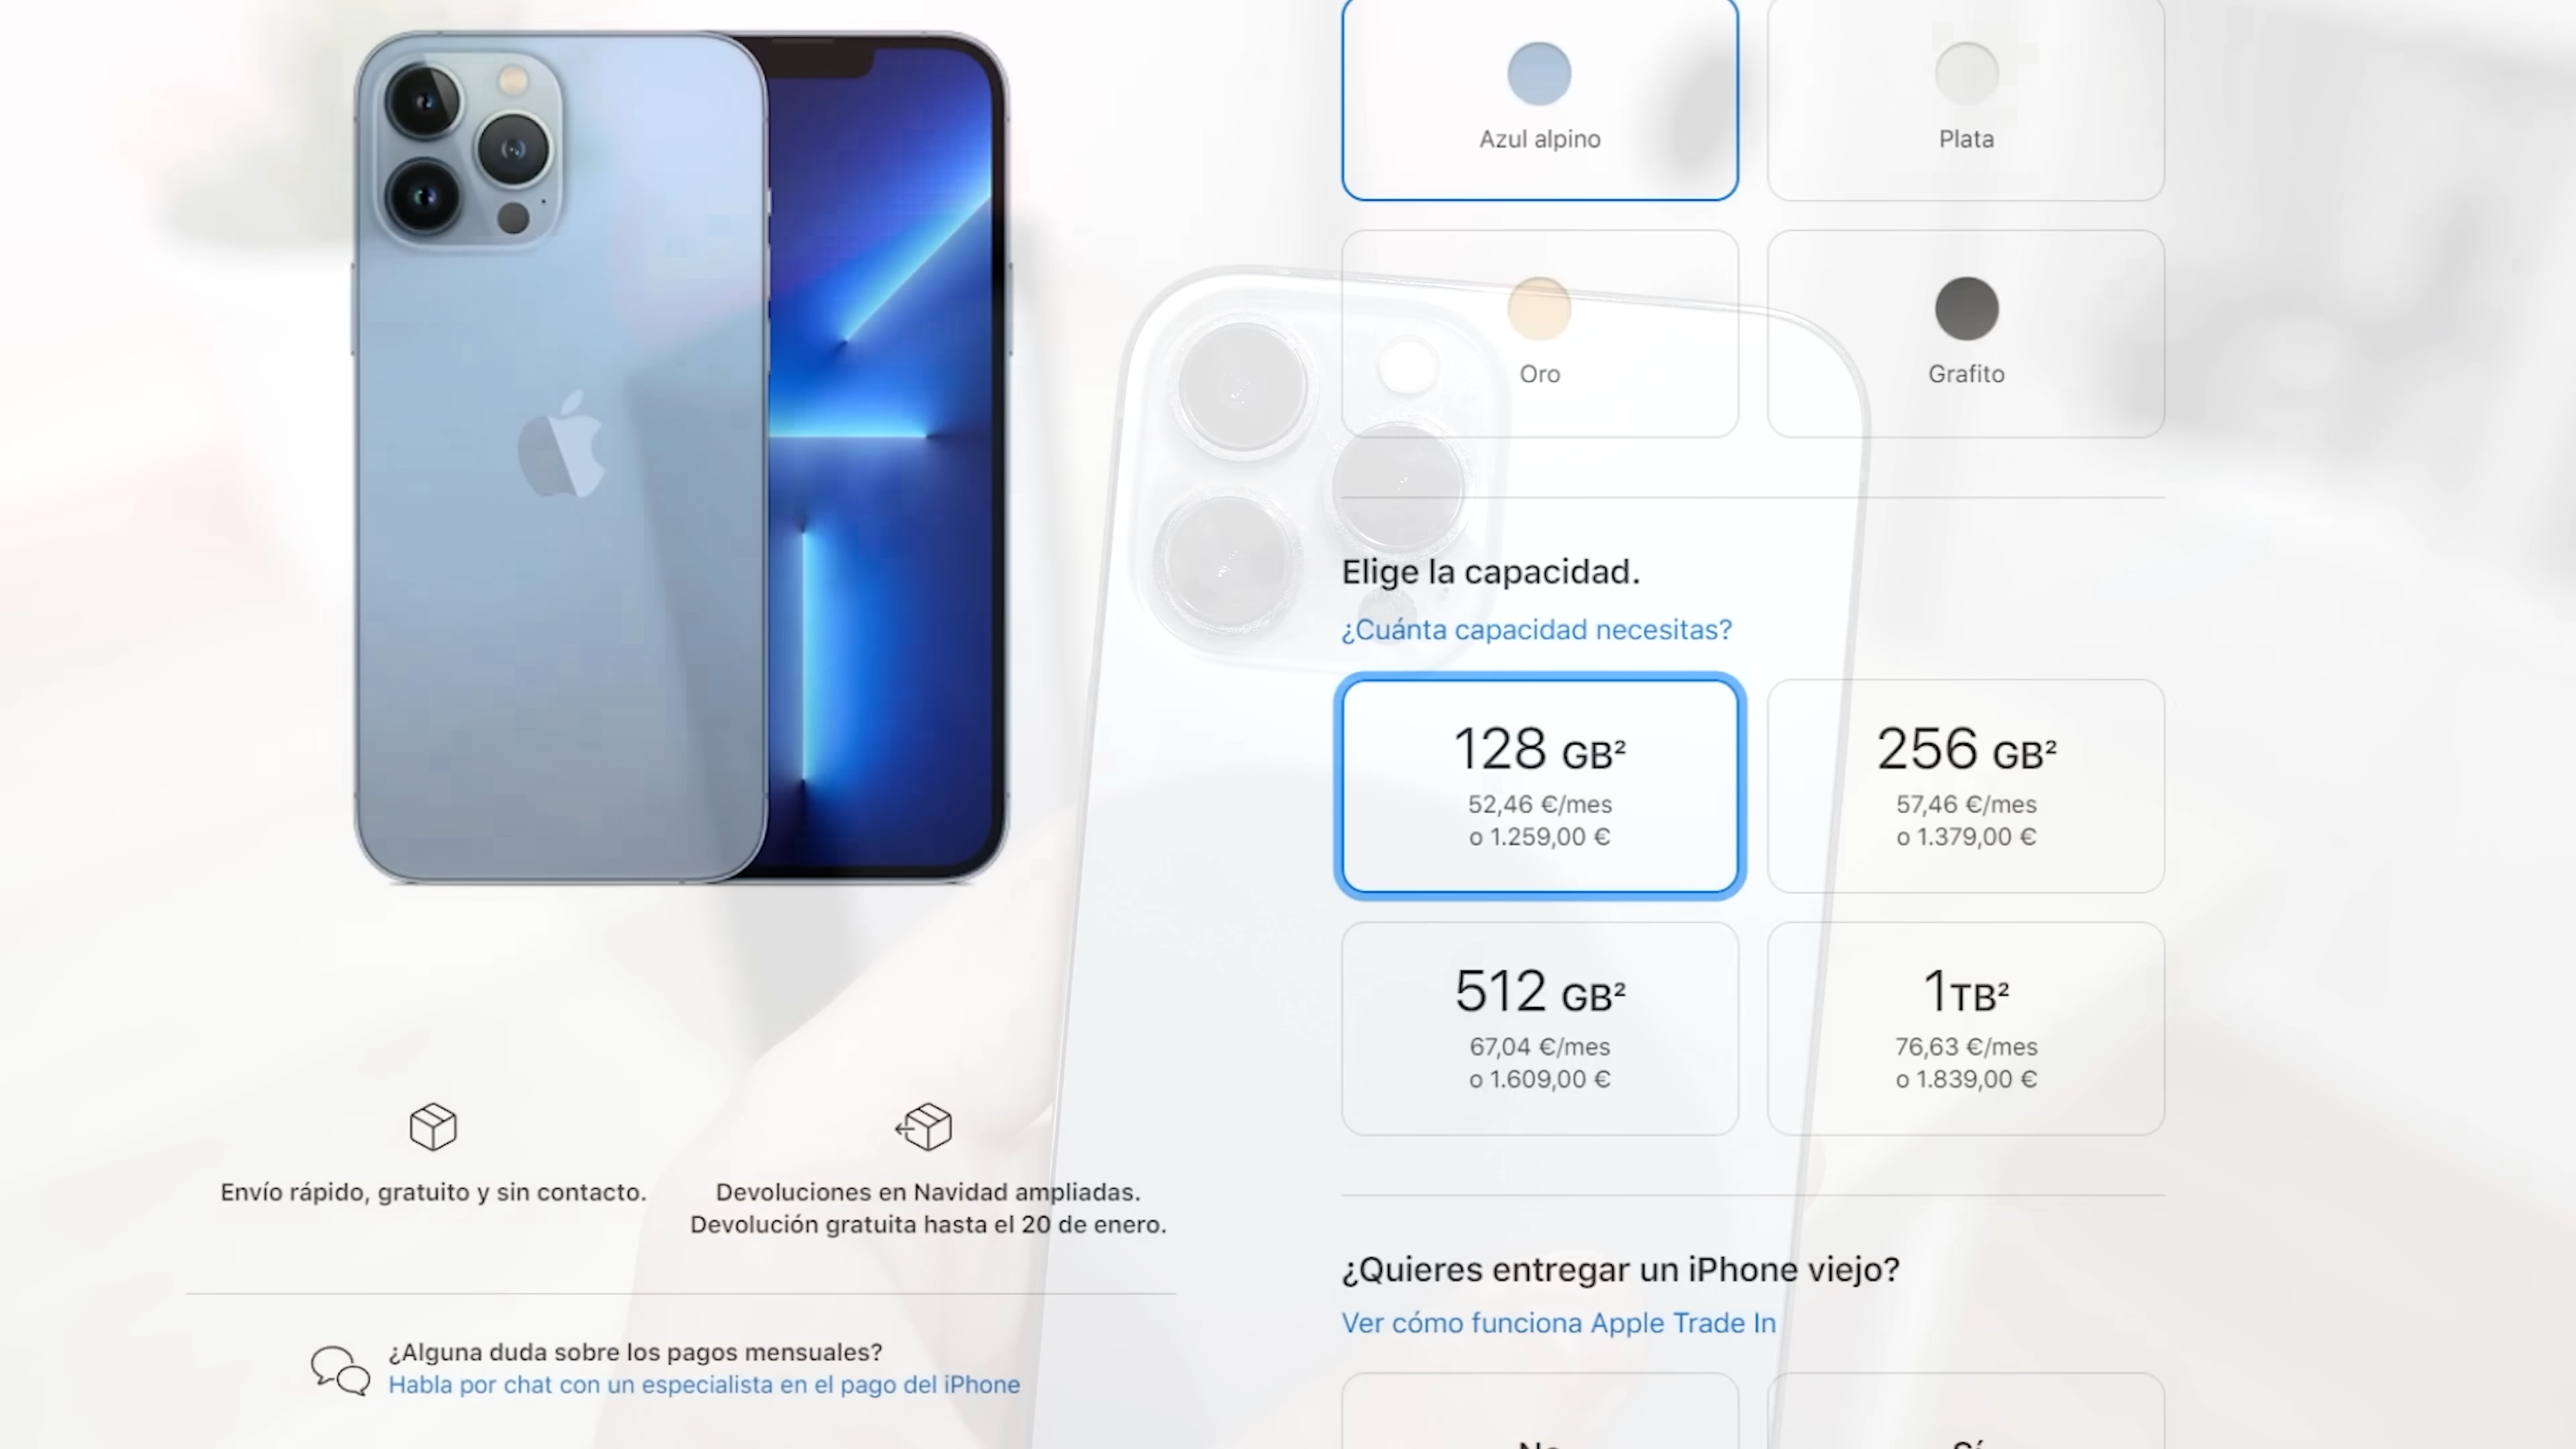 Azul alpino
Plata
Oro
Grafito
Elige la capacidad.
¿Cuánta capacidad necesitas?
128 GB²
52,46 €/mes
o 1.259,00 €
256 GB²
57,46 €/mes
o 1.379,00 €
512 GB²
67,04 €/mes
o 1.609,00 €
1TB²
76,63 €/mes
o 1.839,00 €
Envío rápido, gratuito y sin contacto.
Devoluciones en Navidad ampliadas.
Devolución gratuita hasta el 20 de enero.
¿Alguna duda sobre los pagos mensuales?
Habla por chat con un especialista en el pago del iPhone
¿Quieres entregar un iPhone viejo?
Ver cómo funciona Apple Trade In